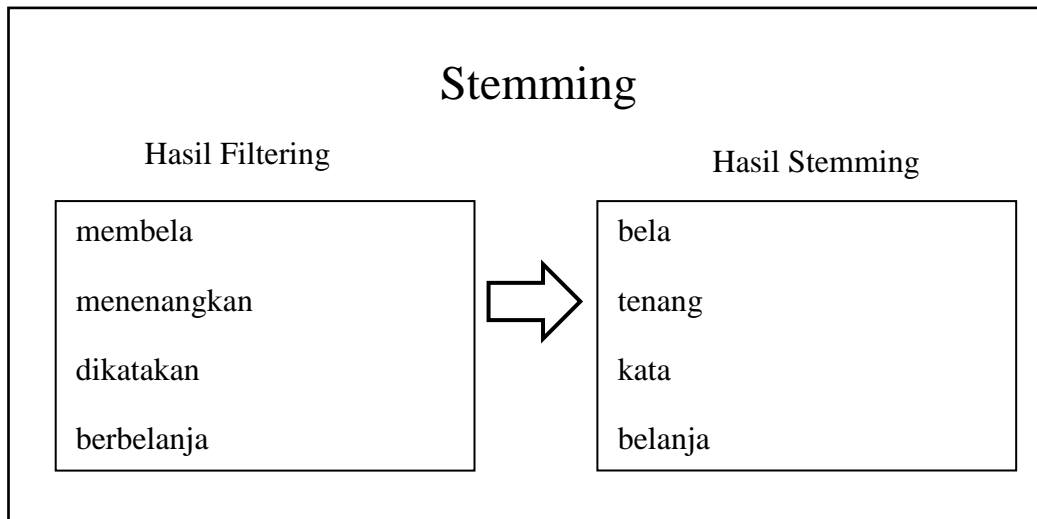 Stemming
Hasil Filtering
Hasil Stemming
membela
menenangkan
dikatakan
berbelanja
bela
tenang
kata
belanja